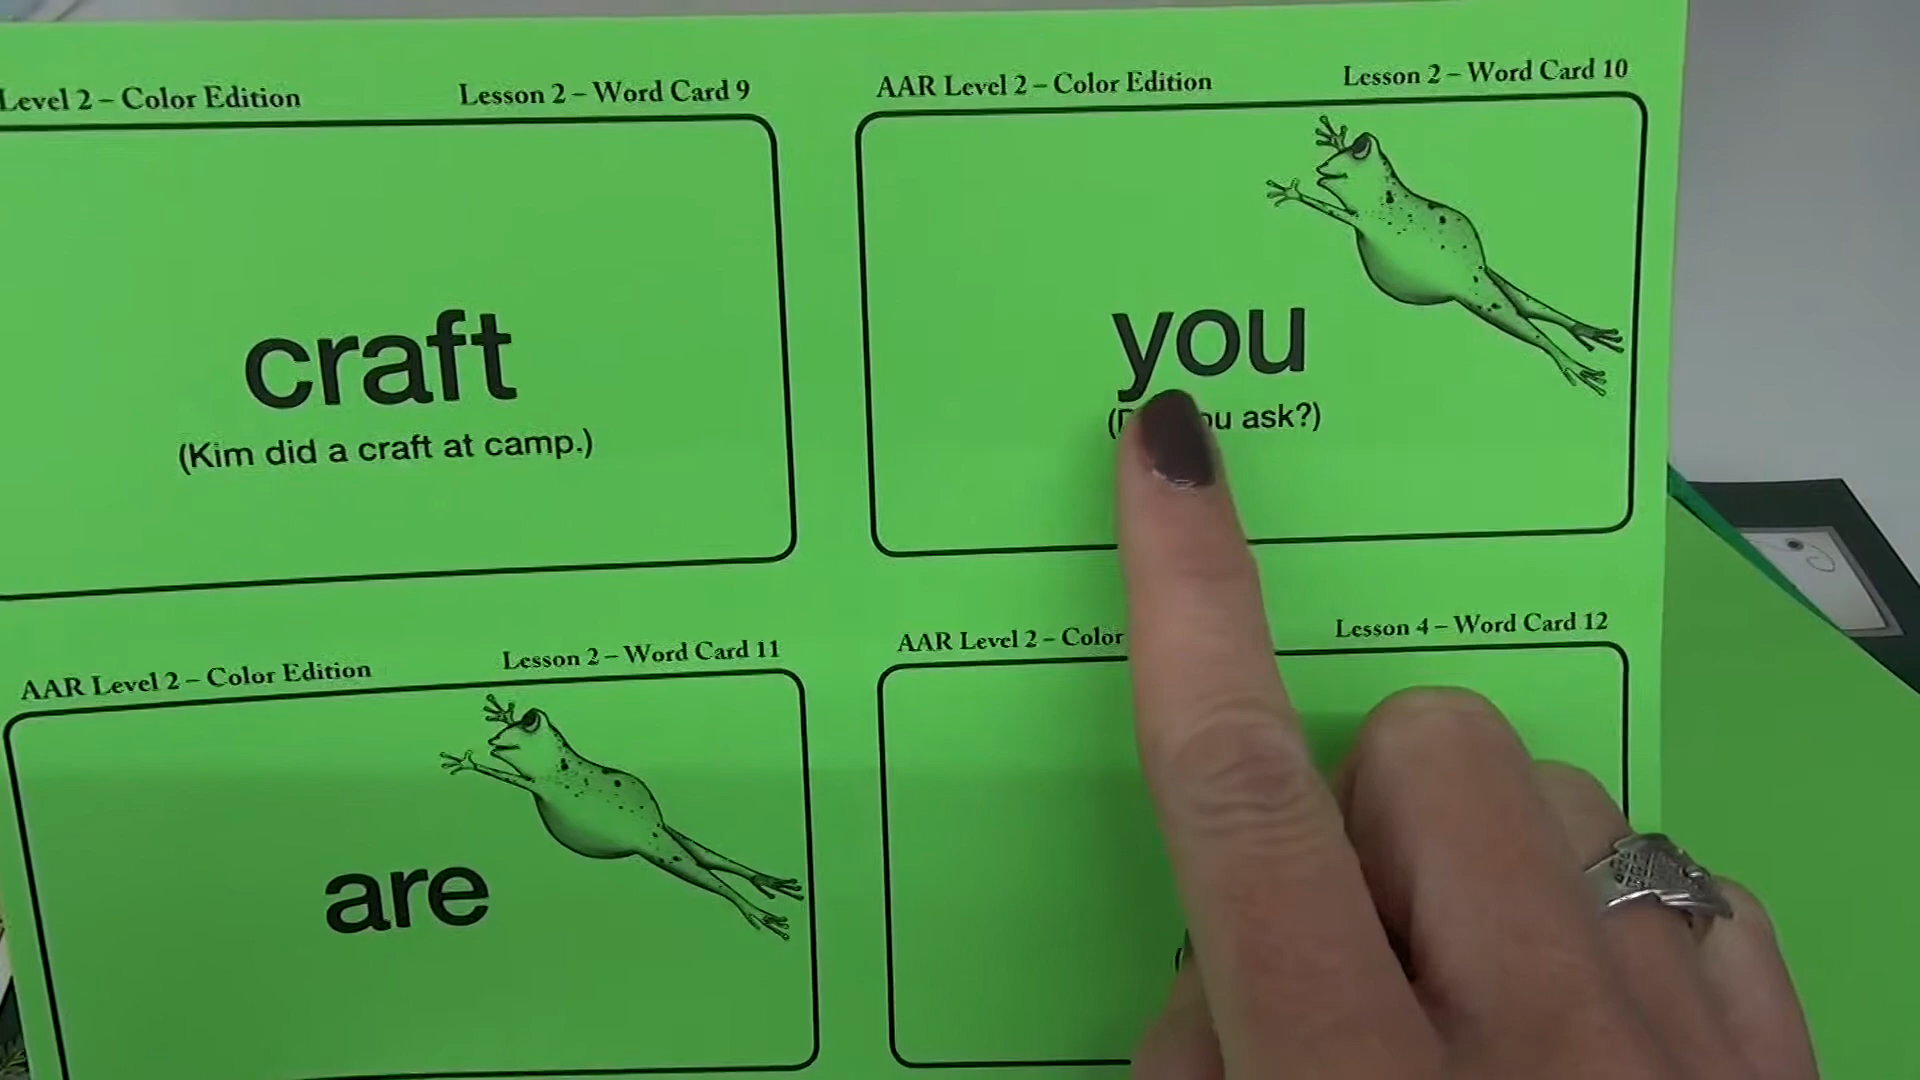 Level 2 – Color Edition Lesson 2 – Word Card 9
craft
(Kim did a craft at camp.)
AAR Level 2 – Color Edition Lesson 2 – Word Card 10
you
ask?)
AAR Level 2 – Color Edition Lesson 2 – Word Card 11
are
AAR Level 2 – Color Lesson 4 – Word Card 12